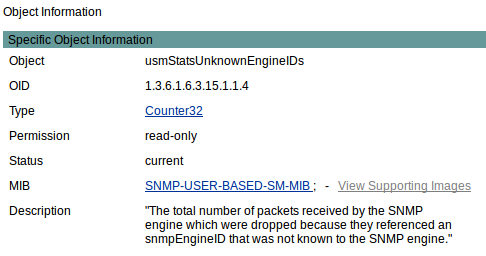 Object Information
Specific Object Information
Object usmStatsUnknownEngineIDs
OID 1.3.6.1.6.3.15.1.1.4
Type Counter32
Permission read-only
Status current
MIB SNMP-USER-BASED-SM-MIB ; - View Supporting Images
Description "The total number of packets received by the SNMP
engine which were dropped because they referenced an
snmpEngineID that was not known to the SNMP engine."